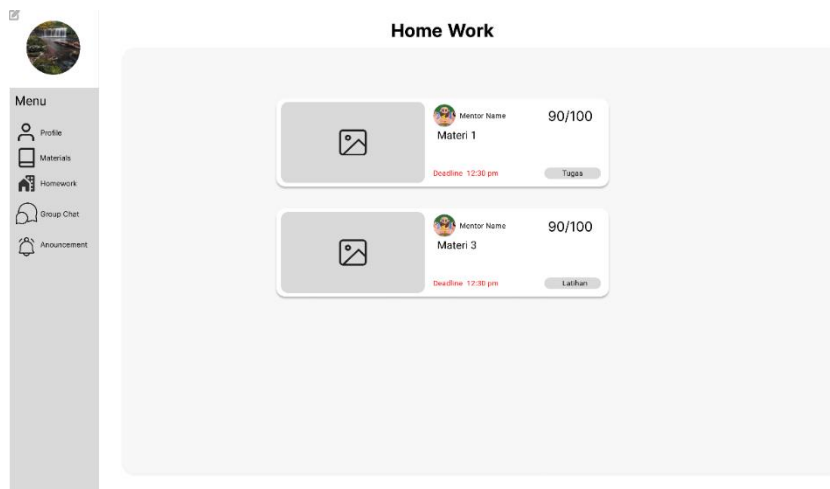 Home Work
Menu
Profile
Materials
Homework
Group Chat
Anouncement
Mentor Name
90/100
Materi 1
Deadline 12:30 pm
Tugas
Mentor Name
90/100
Materi 3
Deadline 12:30 pm
Latihan